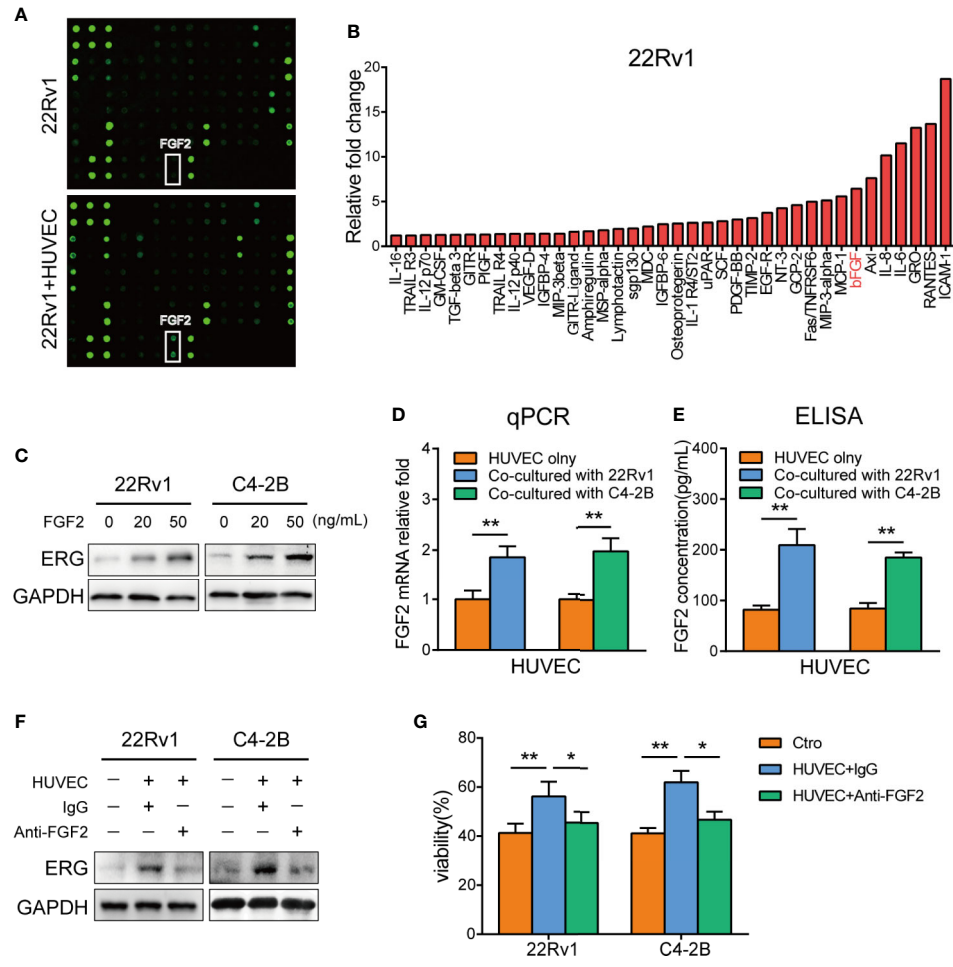 A
22Rv1
FGF2
22Rv1+HUVEC
FGF2
B
22Rv1
Relative fold change
20
15
10
5
0
IL-16
TRAIL R3
IL-12 p70
GM-CSF
TGF-beta 3
GITR
PIGF
TRAIL R4
IL-12 p40
VEGF-D
IGFBP-4
MIP-3beta
GITR-Ligand
Amphiregulin
MSP-alpha
Lymphotactin
sgp130
MDC
IGFBP-6
Osteoprotegerin
IL-1 R4/ST2
uPAR
SCF
PDGF-BB
TIMP-2
EGF-R
NT-3
GCP-2
Fas/TNFRSF6
MIP-3-alpha
MCP-1
bFGF
Axl
IL-8
IL-6
GRO
RANTES
ICAM-1
C
22Rv1 C4-2B
FGF2 0 20 50 0 20 50 (ng/mL)
ERG
GAPDH
D
qPCR
FGF2 mRNA relative fold
4
3
2
1
0
HUVEC olny
Co-cultured with 22Rv1
Co-cultured with C4-2B
** **
HUVEC
E
ELISA
FGF2 concentration(pg/mL)
400
300
200
100
0
HUVEC olny
Co-cultured with 22Rv1
Co-cultured with C4-2B
** **
HUVEC
F
22Rv1 C4-2B
HUVEC — + + — + +
IgG — + — — + —
Anti-FGF2 — — + — — +
ERG
GAPDH
G
viability(%)
80
60
40
20
0
** * ** *
22Rv1 C4-2B
Ctro
HUVEC+IgG
HUVEC+Anti-FGF2